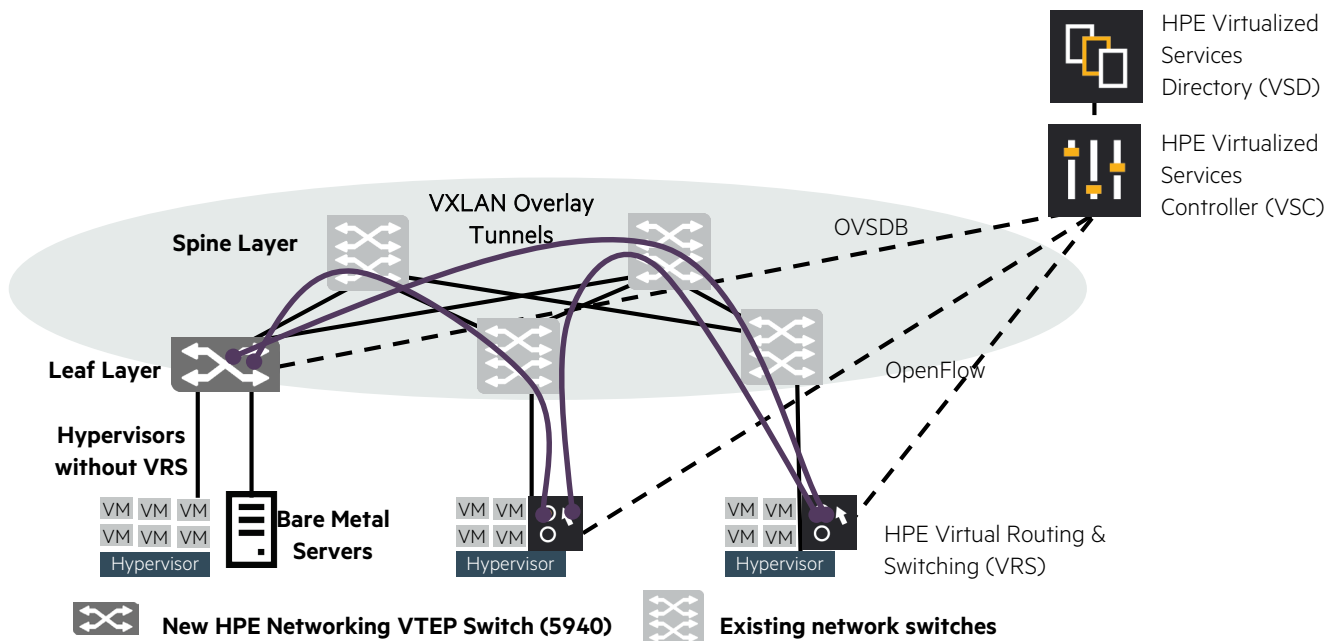 HPE Virtualized
Services
Directory (VSD)
HPE Virtualized
Services
Controller (VSC)
VXLAN Overlay
Tunnels
Spine Layer
OVSDB
Leaf Layer
OpenFlow
Hypervisors
without VRS
VM VM VM
VM VM VM
Hypervisor
Bare Metal
Servers
VM VM
VM VM
Hypervisor
VM VM
VM VM
Hypervisor
HPE Virtual Routing &
Switching (VRS)
New HPE Networking VTEP Switch (5940)
Existing network switches